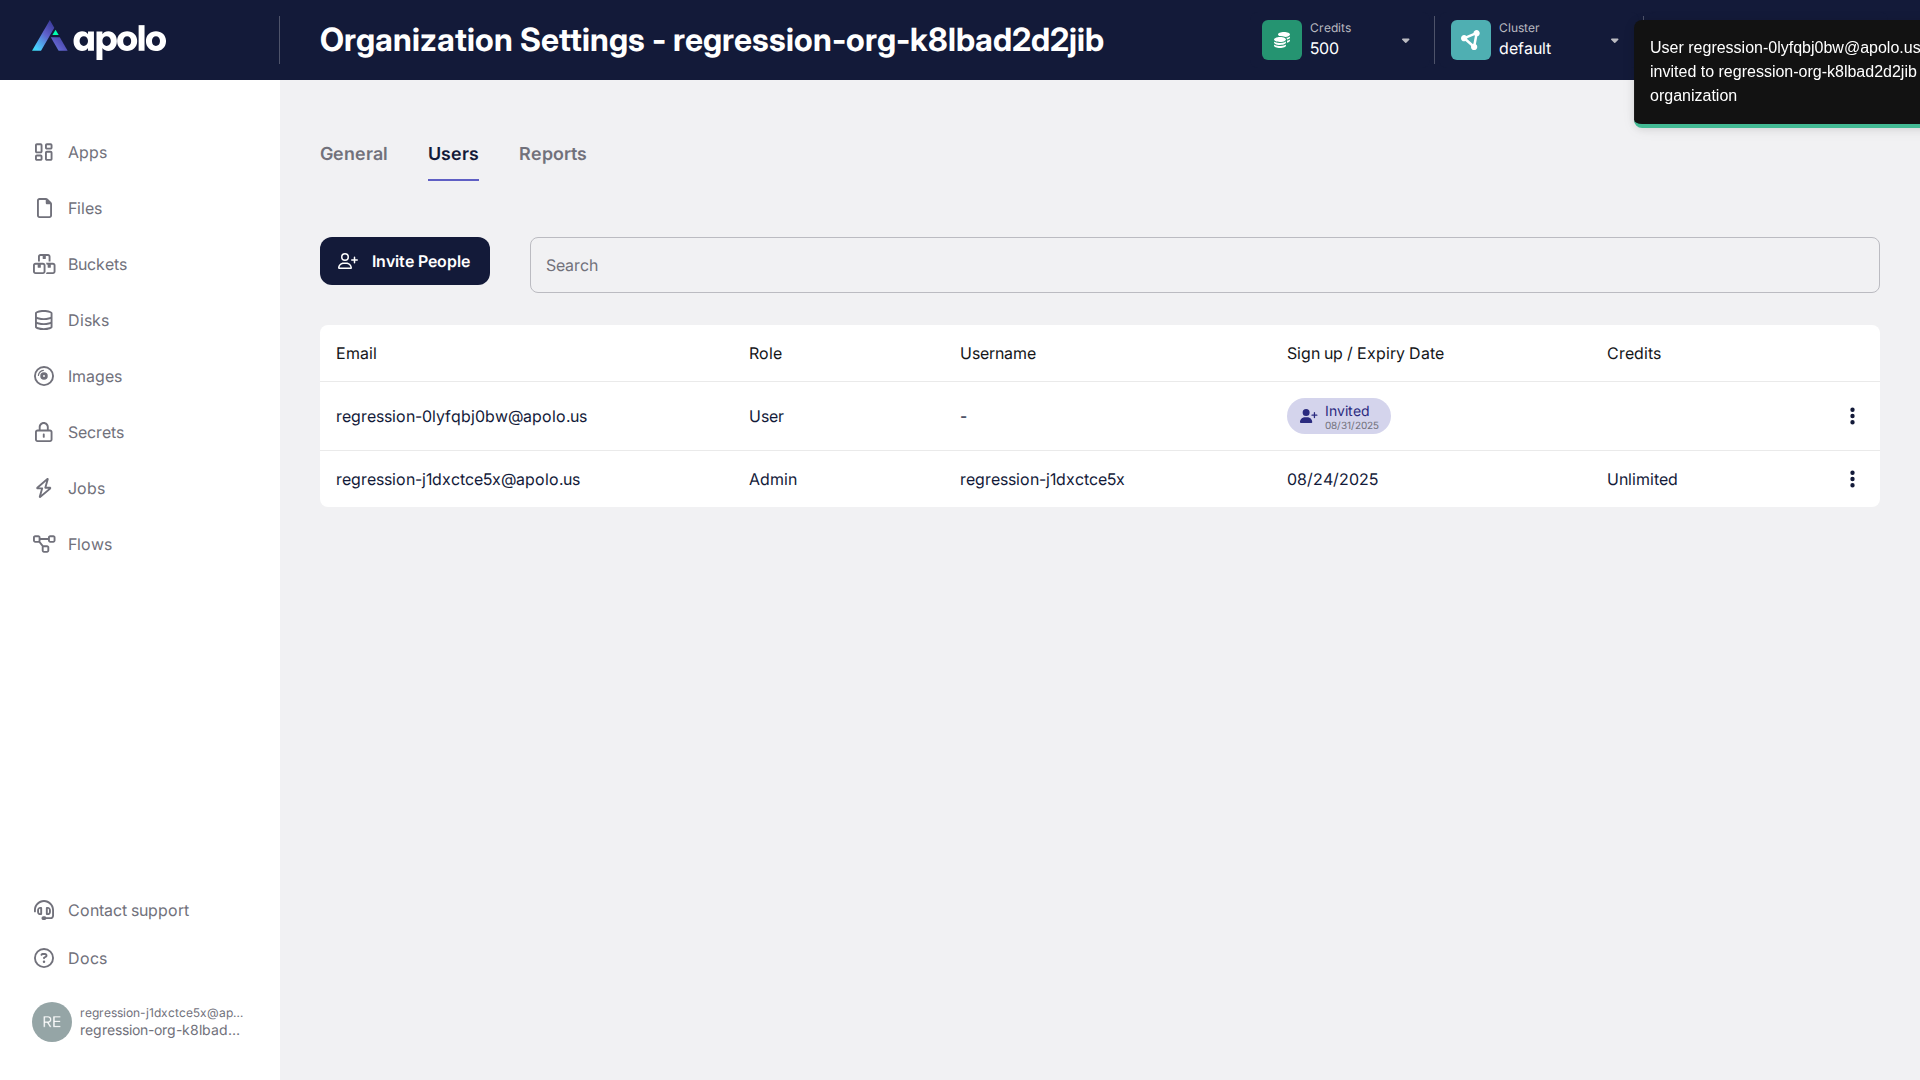 apolo
Organization Settings - regression-org-k8lbad2d2jib
Credits
500
Cluster
default
User regression-0lyfqbj0bw@apolo.us
invited to regression-org-k8lbad2d2jib
organization
Apps
Files
Buckets
Disks
Images
Secrets
Jobs
Flows
General Users Reports
Invite People
Search
Email Role Username Sign up / Expiry Date Credits
regression-0lyfqbj0bw@apolo.us User - Invited
08/31/2025
regression-j1dxctce5x@apolo.us Admin regression-j1dxctce5x 08/24/2025 Unlimited
Contact support
Docs
RE
regression-j1dxctce5x@ap...
regression-org-k8lbad...